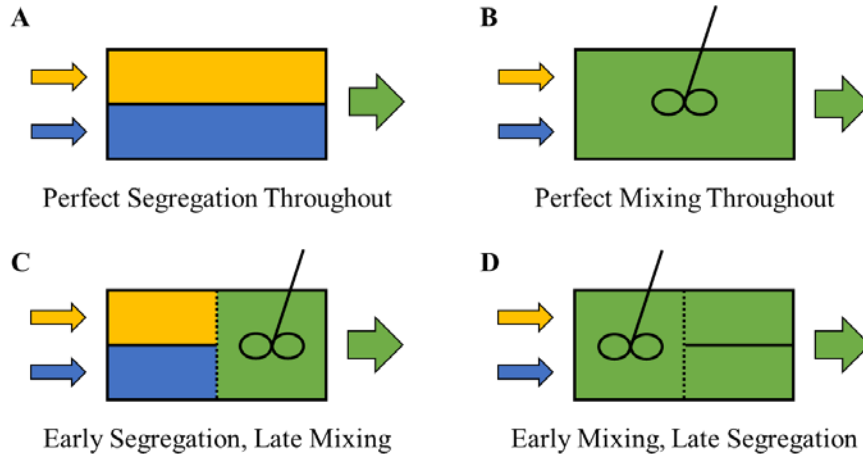 A
B
Perfect Segregation Throughout
Perfect Mixing Throughout
C
D
Early Segregation, Late Mixing
Early Mixing, Late Segregation